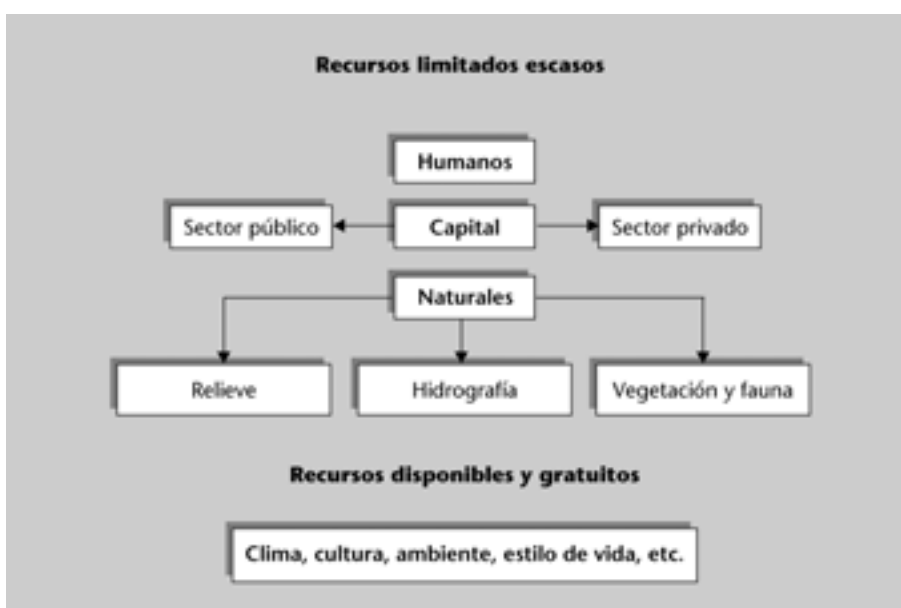 Recursos limitados escasos
Humanos
Sector público
Capital
Sector privado
Naturales
Relieve
Hidrografía
Vegetación y fauna
Recursos disponibles y gratuitos
Clima, cultura, ambiente, estilo de vida, etc.